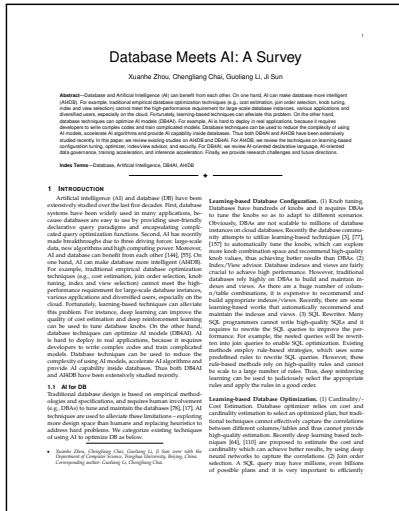 1
Database Meets AI: A Survey
Xuanhe Zhou, Chengliang Chai, Guoliang Li, Ji Sun
Abstract—Database and Artificial Intelligence (AI) can benefit from each other. On one hand, AI can make database more intelligent
(AI4DB). For example, traditional empirical database optimization techniques (e.g., cost estimation, join order selection, knob tuning,
index and view selection) cannot meet the high-performance requirement for large-scale database instances, various applications and
diversified users, especially on the cloud. Fortunately, learning-based techniques can alleviate this problem. On the other hand,
database techniques can optimize AI models (DB4AI). For example, AI is hard to deploy in real applications, because it requires
developers to write complex codes and train complicated models. Database techniques can be used to reduce the complexity of using
AI models, accelerate AI algorithms and provide AI capability inside databases. Thus both DB4AI and AI4DB have been extensively
studied recently. In this paper, we review existing studies on AI4DB and DB4AI. For AI4DB, we review the techniques on learning-based
configuration tuning, optimizer, index/view advisor, and security. For DB4AI, we review AI-oriented declarative language, AI-oriented
data governance, training acceleration, and inference acceleration. Finally, we provide research challenges and future directions.
Index Terms—Database, Artificial Intelligence, DB4AI, AI4DB
1 INTRODUCTION
Artificial intelligence (AI) and database (DB) have been
extensively studied over the last five decades. First, database
systems have been widely used in many applications, be-
cause databases are easy to use by providing user-friendly
declarative query paradigms and encapsulating compli-
cated query optimization functions. Second, AI has recently
made breakthroughs due to three driving forces: large-scale
data, new algorithms and high computing power. Moreover,
AI and database can benefit from each other [144], [55]. On
one hand, AI can make database more intelligent (AI4DB).
For example, traditional empirical database optimization
techniques (e.g., cost estimation, join order selection, knob
tuning, index and view selection) cannot meet the high-
performance requirement for large-scale database instances,
various applications and diversified users, especially on the
cloud. Fortunately, learning-based techniques can alleviate
this problem. For instance, deep learning can improve the
quality of cost estimation and deep reinforcement learning
can be used to tune database knobs. On the other hand,
database techniques can optimize AI models (DB4AI). AI
is hard to deploy in real applications, because it requires
developers to write complex codes and train complicated
models. Database techniques can be used to reduce the
complexity of using AI models, accelerate AI algorithms and
provide AI capability inside databases. Thus both DB4AI
and AI4DB have been extensively studied recently.
1.1 AI for DB
Traditional database design is based on empirical method-
ologies and specifications, and requires human involvement
(e.g., DBAs) to tune and maintain the databases [78], [17]. AI
techniques are used to alleviate these limitations – exploring
more design space than humans and replacing heuristics to
address hard problems. We categorize existing techniques
of using AI to optimize DB as below.
• Xuanhe Zhou, Chengliang Chai, Guoliang Li, Ji Sun were with the
Department of Computer Science, Tsinghua University, Beijing, China.
Corresponding author: Guoliang Li, Chengliang Chai.
Learning-based Database Configuration. (1) Knob tuning.
Databases have hundreds of knobs and it requires DBAs
to tune the knobs so as to adapt to different scenarios.
Obviously, DBAs are not scalable to millions of database
instances on cloud databases. Recently the database commu-
nity attempts to utilize learning-based techniques [3], [77],
[157] to automatically tune the knobs, which can explore
more knob combination space and recommend high-quality
knob values, thus achieving better results than DBAs. (2)
Index/View advisor. Database indexes and views are fairly
crucial to achieve high performance. However, traditional
databases rely highly on DBAs to build and maintain in-
dexes and views. As there are a huge number of colum-
n/table combinations, it is expensive to recommend and
build appropriate indexes/views. Recently, there are some
learning-based works that automatically recommend and
maintain the indexes and views. (3) SQL Rewriter. Many
SQL programmers cannot write high-quality SQLs and it
requires to rewrite the SQL queries to improve the per-
formance. For example, the nested queries will be rewrit-
ten into join queries to enable SQL optimization. Existing
methods employ rule-based strategies, which uses some
predefined rules to rewrite SQL queries. However, these
rule-based methods rely on high-quality rules and cannot
be scale to a large number of rules. Thus, deep reinforcing
learning can be used to judiciously select the appropriate
rules and apply the rules in a good order.
Learning-based Database Optimization. (1) Cardinality/-
Cost Estimation. Database optimizer relies on cost and
cardinality estimation to select an optimized plan, but tradi-
tional techniques cannot effectively capture the correlations
between different columns/tables and thus cannot provide
high-quality estimation. Recently deep learning based tech-
niques [64], [110] are proposed to estimate the cost and
cardinality which can achieve better results, by using deep
neural networks to capture the correlations. (2) Join order
selection. A SQL query may have millions, even billions
of possible plans and it is very important to efficiently